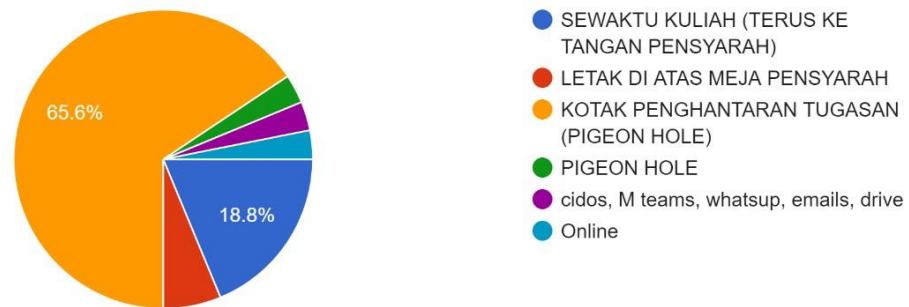 65.6%
18.8%
SEWAKTU KULIAH (TERUS KE
TANGAN PENSYARAH)
LETAK DI ATAS MEJA PENSYARAH
KOTAK PENGHANTARAN TUGASAN
(PIGEON HOLE)
PIGEON HOLE
cidos, M teams, whatsup, emails, drive
Online